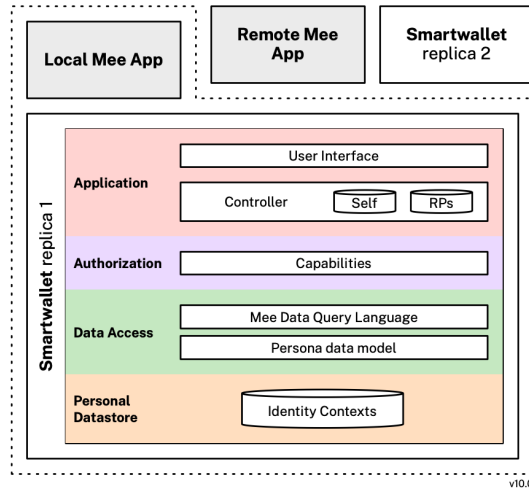 Local Mee App
Remote Mee
App
Smartwallet
replica 2
Smartwallet replica 1
Application
User Interface
Controller
Self
RPs
Authorization
Capabilities
Data Access
Mee Data Query Language
Persona data model
Personal
Datastore
Identity Contexts